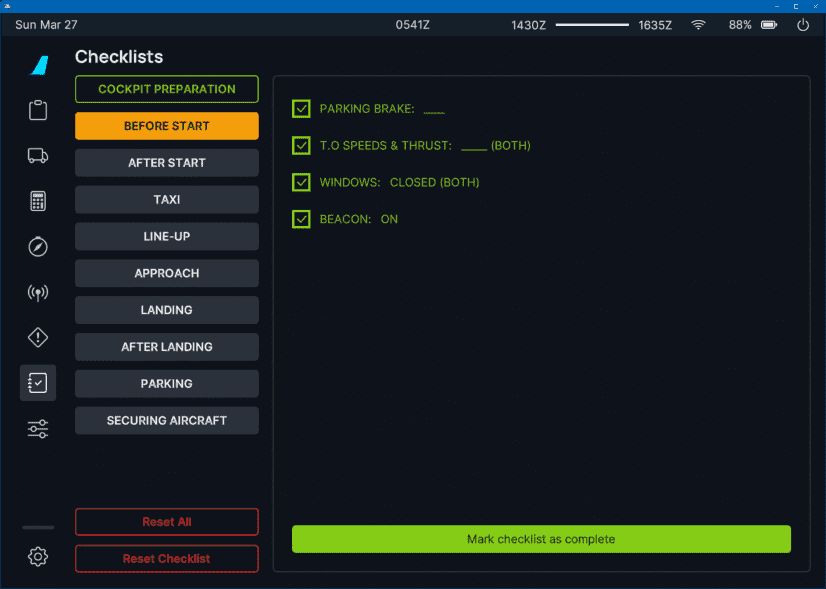 Sun Mar 27 0541Z 1430Z 1635Z 88%
Checklists
COCKPIT PREPARATION
BEFORE START
AFTER START
TAXI
LINE-UP
APPROACH
LANDING
AFTER LANDING
PARKING
SECURING AIRCRAFT
Reset All
Reset Checklist
PARKING BRAKE: ____
T.O SPEEDS & THRUST: _____ (BOTH)
WINDOWS: CLOSED (BOTH)
BEACON: ON
Mark checklist as complete